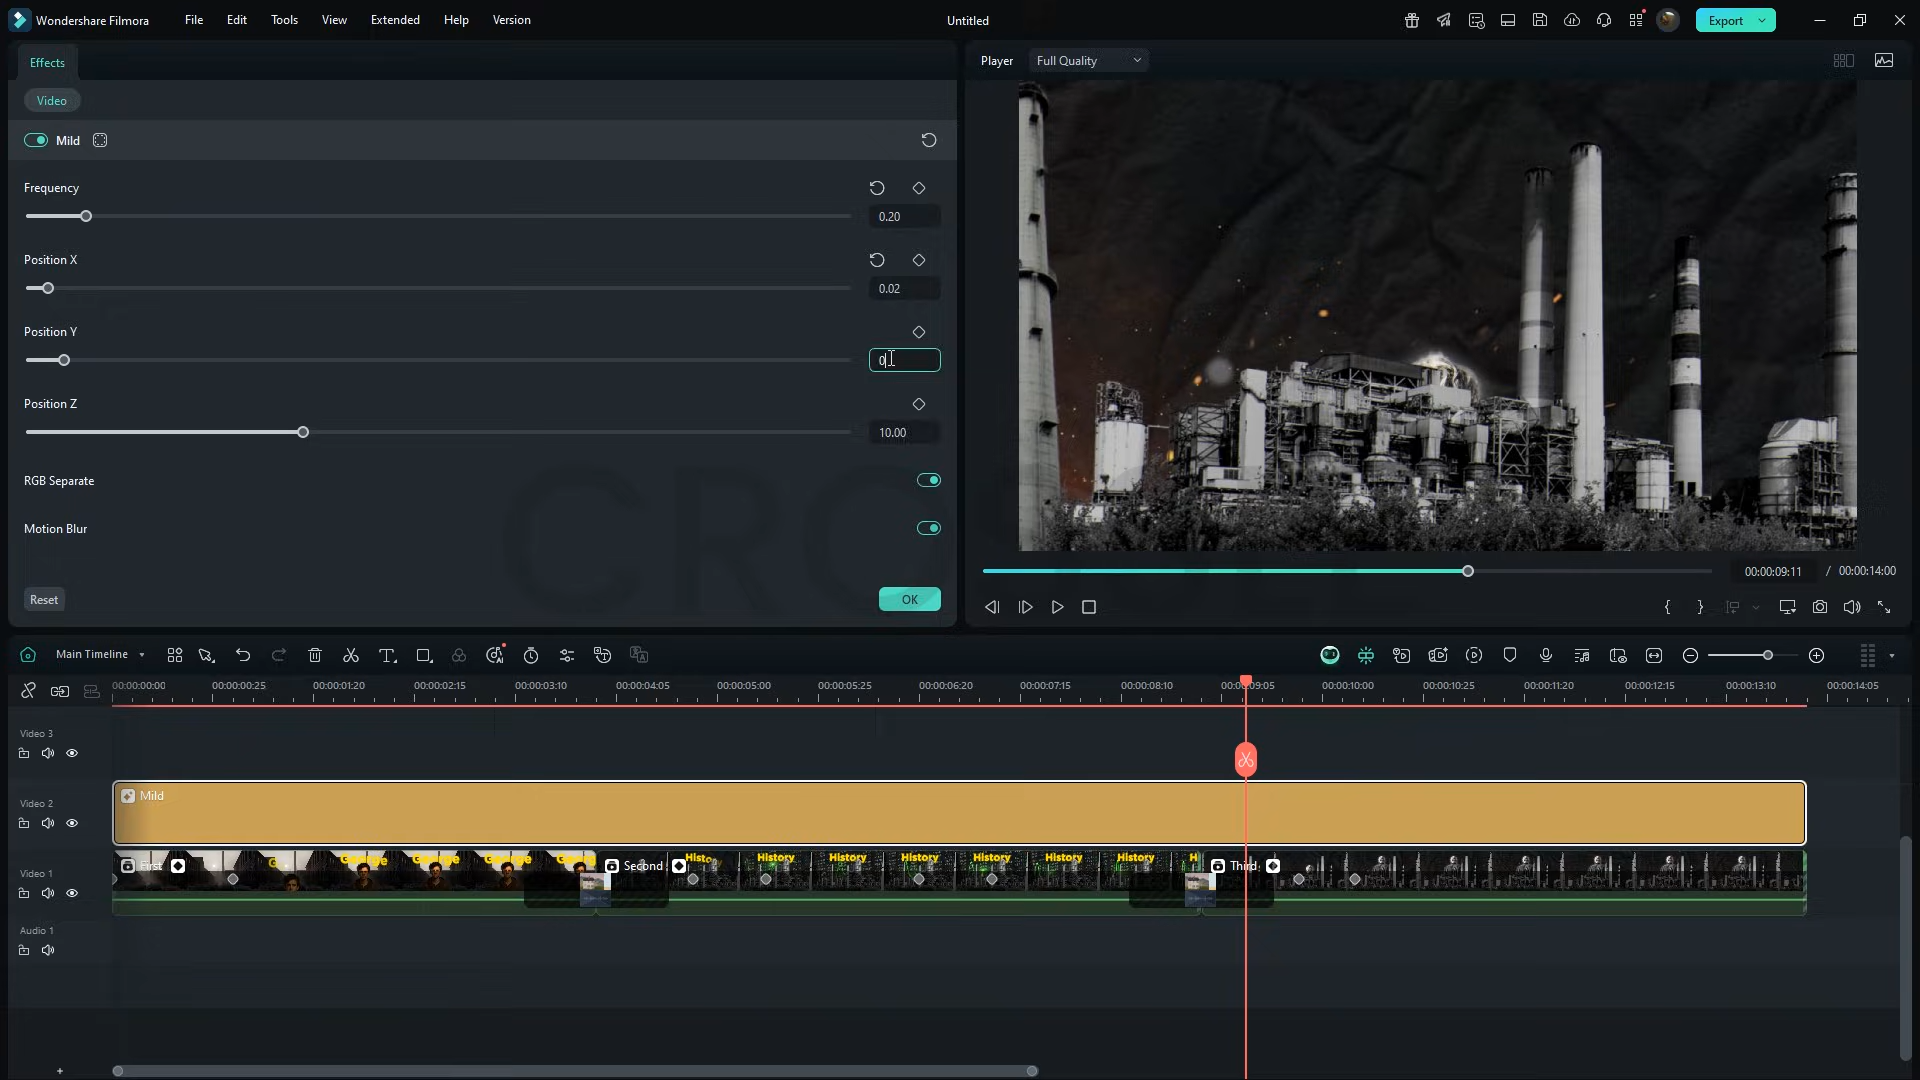 Wondershare Filmora File Edit Tools View Extended Help Version Untitled Export
Effects
Player Full Quality
Video
Mild
Frequency
0.20
Position X
0.02
Position Y
0
Position Z
10.00
RGB Separate
Motion Blur
CRO
Reset OK
00:00:09:11 / 00:00:14:00
Main Timeline
00:00:00:00 00:00:00:25 00:00:01:20 00:00:02:15 00:00:03:10 00:00:04:05 00:00:05:00 00:00:05:25 00:00:06:20 00:00:07:15 00:00:08:10 00:00:09:05 00:00:10:00 00:00:10:25 00:00:11:20 00:00:12:15 00:00:13:10 00:00:14:05
Video 3
Video 2
Mild
Video 1
First George George George Georg Second History History History History History History History H Third
Audio 1